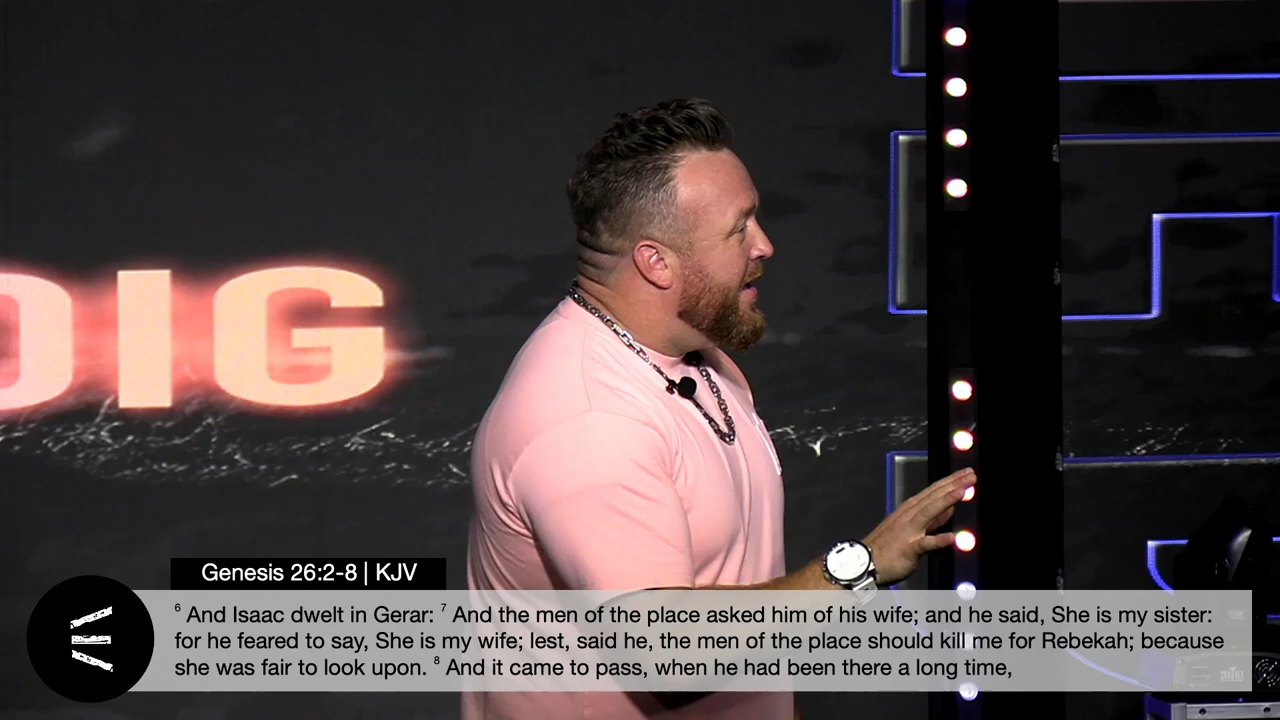 DIG
Genesis 26:2-8 | KJV
6 And Isaac dwelt in Gerar: 7 And the men of the place asked him of his wife; and he said, She is my sister:
for he feared to say, She is my wife; lest, said he, the men of the place should kill me for Rebekah; because
she was fair to look upon. 8 And it came to pass, when he had been there a long time,